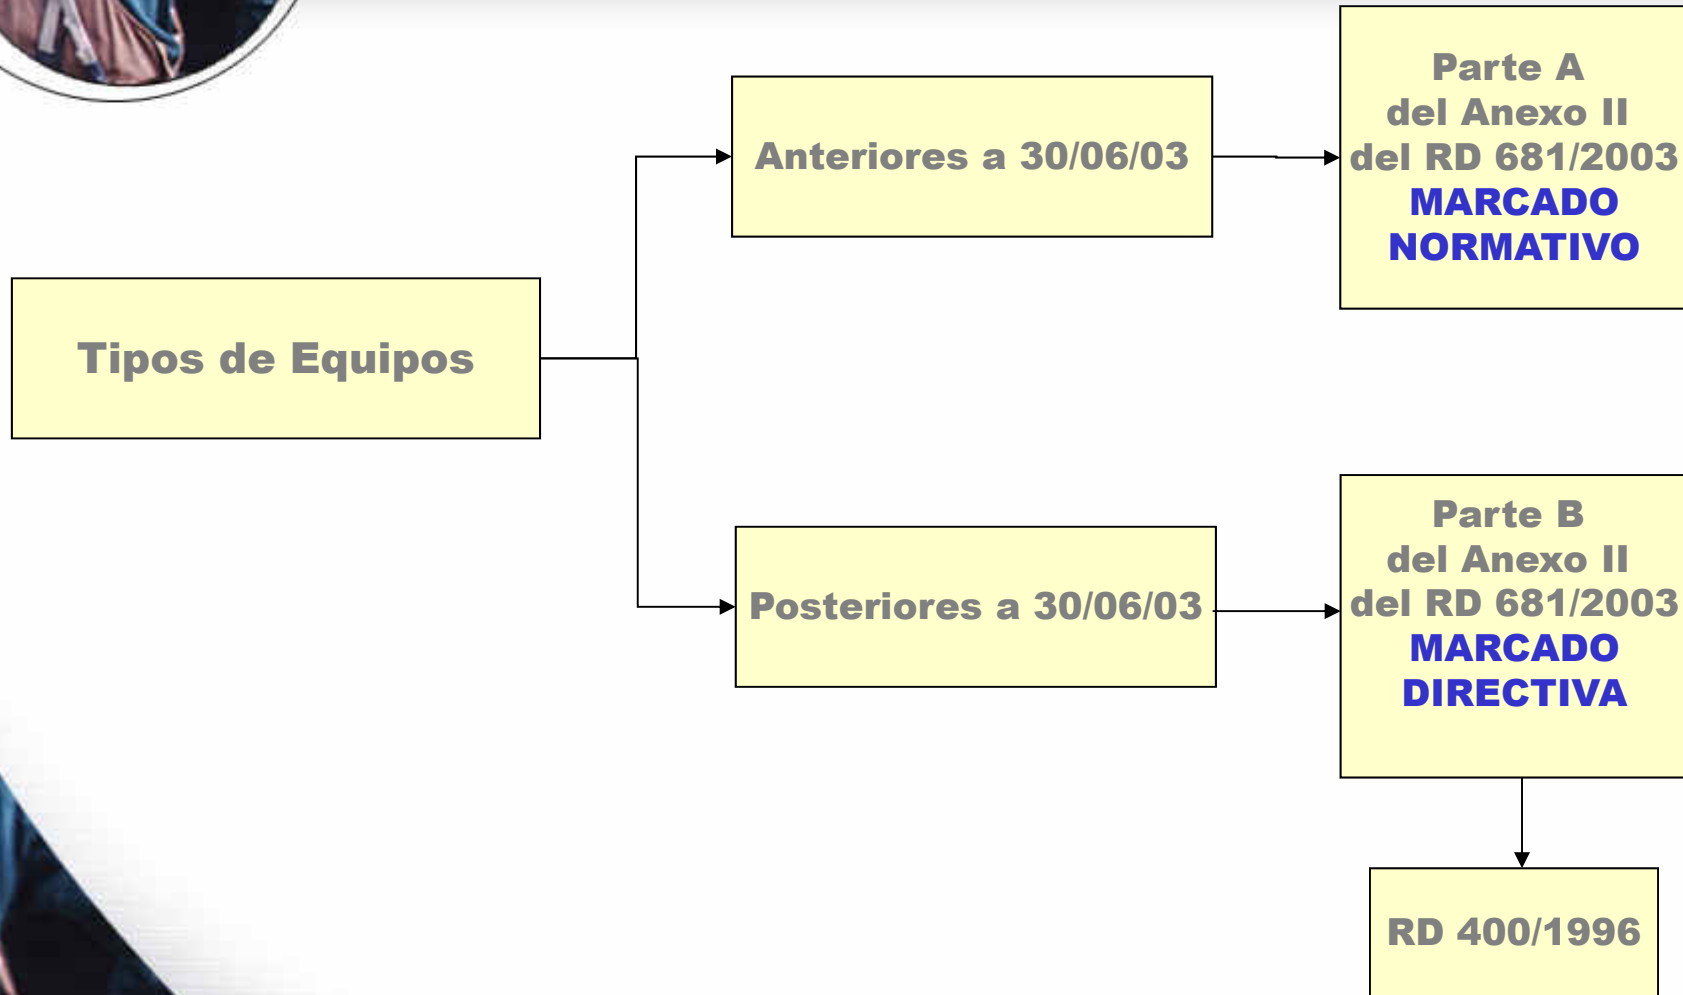 Tipos de Equipos
Anteriores a 30/06/03
Parte A
del Anexo II
del RD 681/2003
MARCADO
NORMATIVO
Posteriores a 30/06/03
Parte B
del Anexo II
del RD 681/2003
MARCADO
DIRECTIVA
RD 400/1996